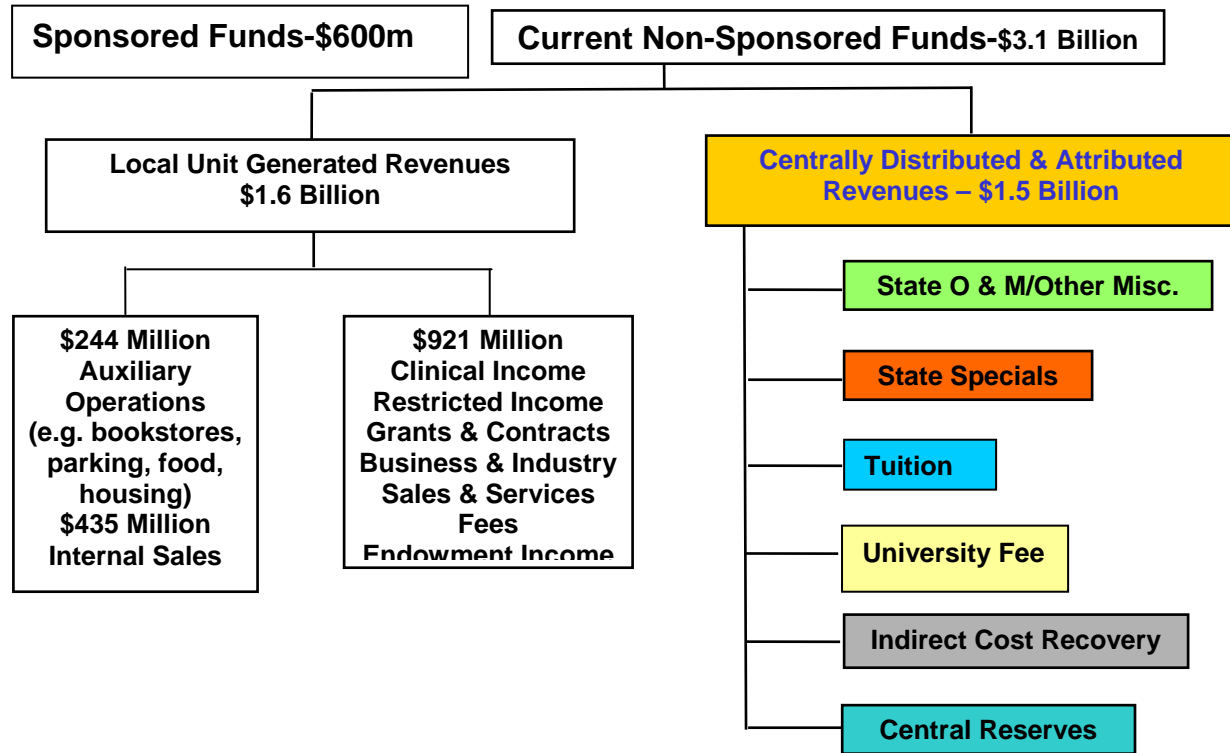 Sponsored Funds-$600m
Current Non-Sponsored Funds-$3.1 Billion
Local Unit Generated Revenues
$1.6 Billion
Centrally Distributed & Attributed
Revenues – $1.5 Billion
$244 Million
Auxiliary
Operations
(e.g. bookstores,
parking, food,
housing)
$435 Million
Internal Sales
$921 Million
Clinical Income
Restricted Income
Grants & Contracts
Business & Industry
Sales & Services
Fees
Endowment Income
State O & M/Other Misc.
State Specials
Tuition
University Fee
Indirect Cost Recovery
Central Reserves